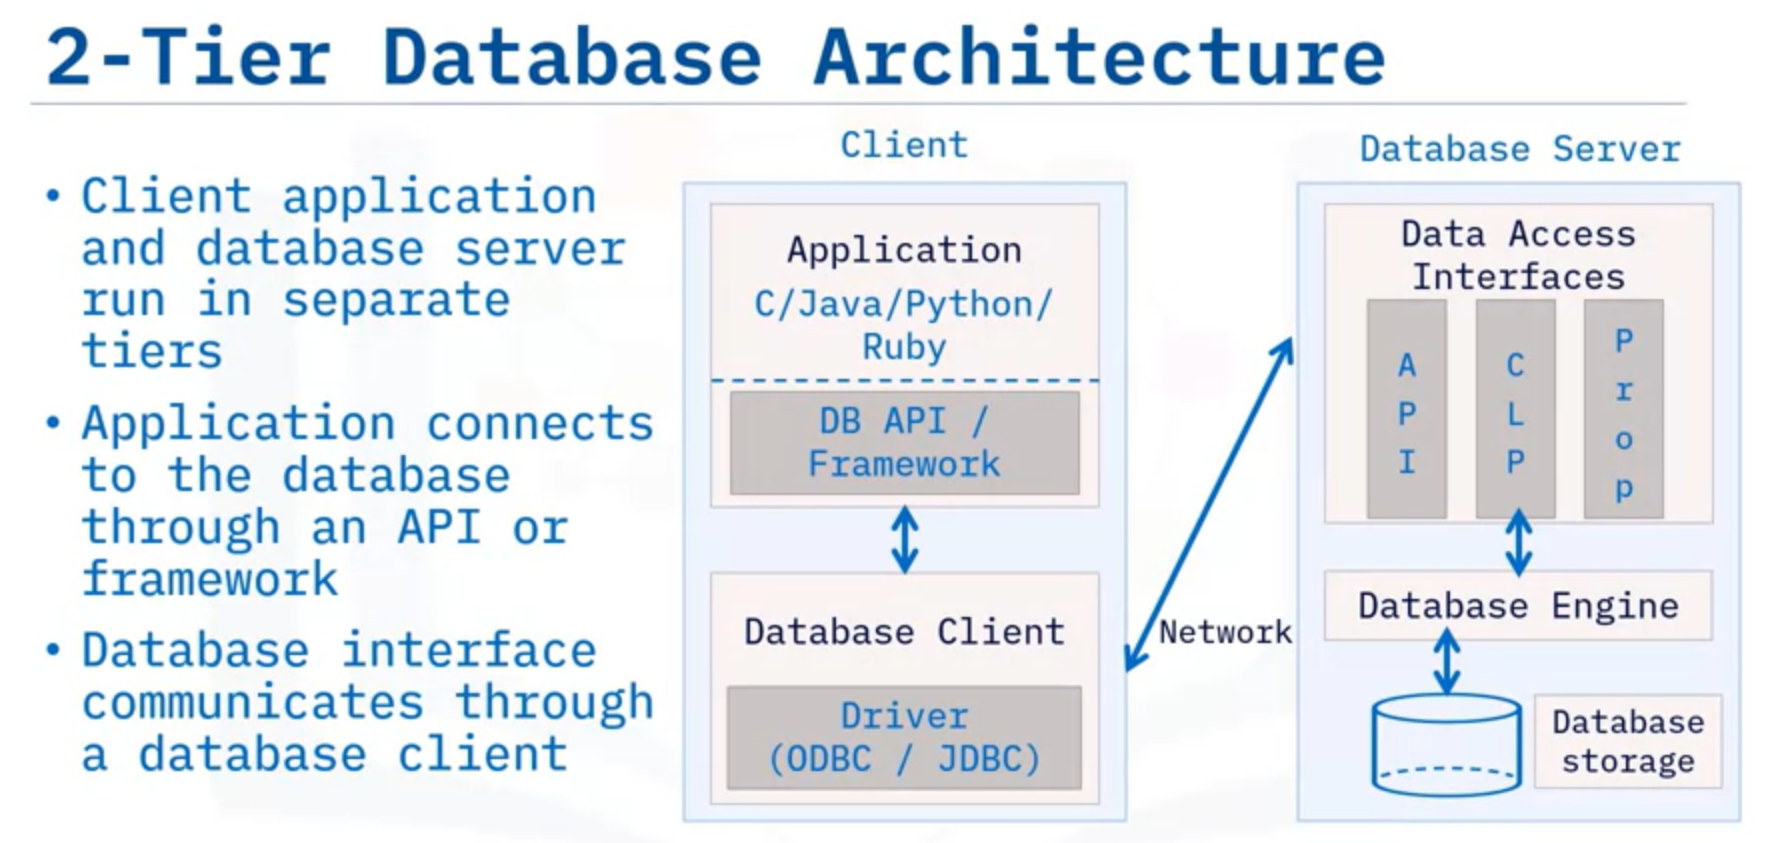 2-Tier Database Architecture
• Client application
and database server
run in separate
tiers
• Application connects
to the database
through an API or
framework
• Database interface
communicates through
a database client
Client
Application
C/Java/Python/
Ruby
DB API /
Framework
Database Client
Driver
(ODBC / JDBC)
Network
Database Server
Data Access
Interfaces
API
CLP
Prop
Database Engine
Database
storage